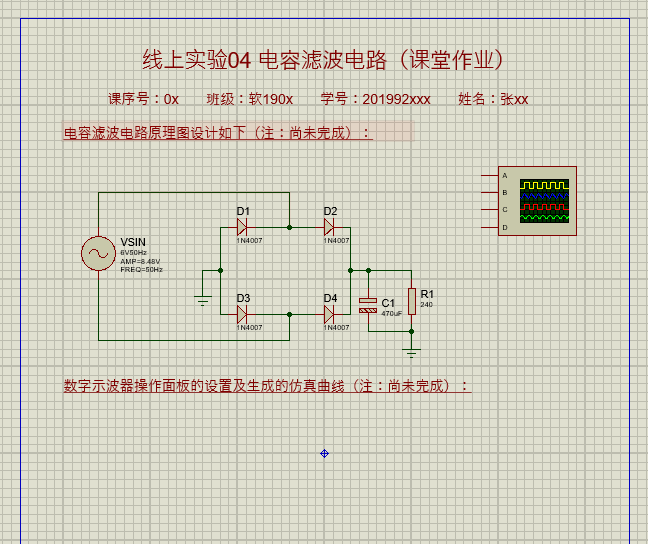 线上实验04 电容滤波电路（课堂作业）
课序号：0x 班级：软190x 学号：201992xxx 姓名：张xx
电容滤波电路原理图设计如下（注：尚未完成）：
A
B
C
D
D1
1N4007
D2
1N4007
VSIN
6V50Hz
AMP=8.48V
FREQ=50Hz
D3
1N4007
D4
1N4007
C1
470uF
R1
240
数字示波器操作面板的设置及生成的仿真曲线（注：尚未完成）：